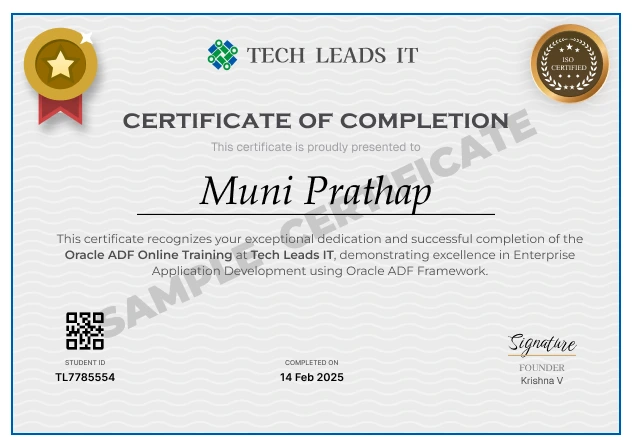 TECH LEADS IT
ISO
CERTIFIED
CERTIFICATE OF COMPLETION
This certificate is proudly presented to
Muni Prathap
This certificate recognizes your exceptional dedication and successful completion of the
Oracle ADF Online Training at Tech Leads IT, demonstrating excellence in Enterprise
Application Development using Oracle ADF Framework.
SAMPLE CERTIFICATE
STUDENT ID
TL7785554
COMPLETED ON
14 Feb 2025
Signature
FOUNDER
Krishna V